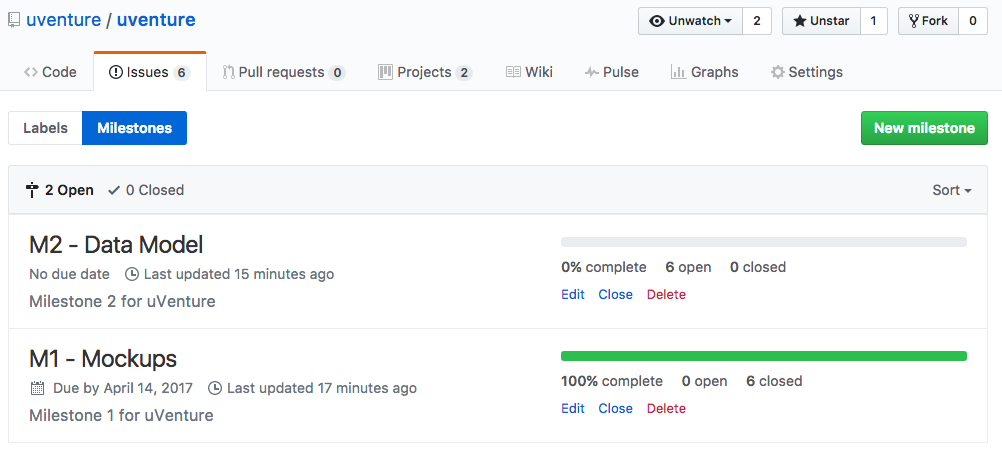 uventure / uventure Unwatch 2 Unstar 1 Fork 0
Code Issues 6 Pull requests 0 Projects 2 Wiki Pulse Graphs Settings
Labels Milestones New milestone
2 Open 0 Closed Sort
M2 - Data Model
No due date Last updated 15 minutes ago
Milestone 2 for uVenture
0% complete 6 open 0 closed
Edit Close Delete
M1 - Mockups
Due by April 14, 2017 Last updated 17 minutes ago
Milestone 1 for uVenture
100% complete 0 open 6 closed
Edit Close Delete